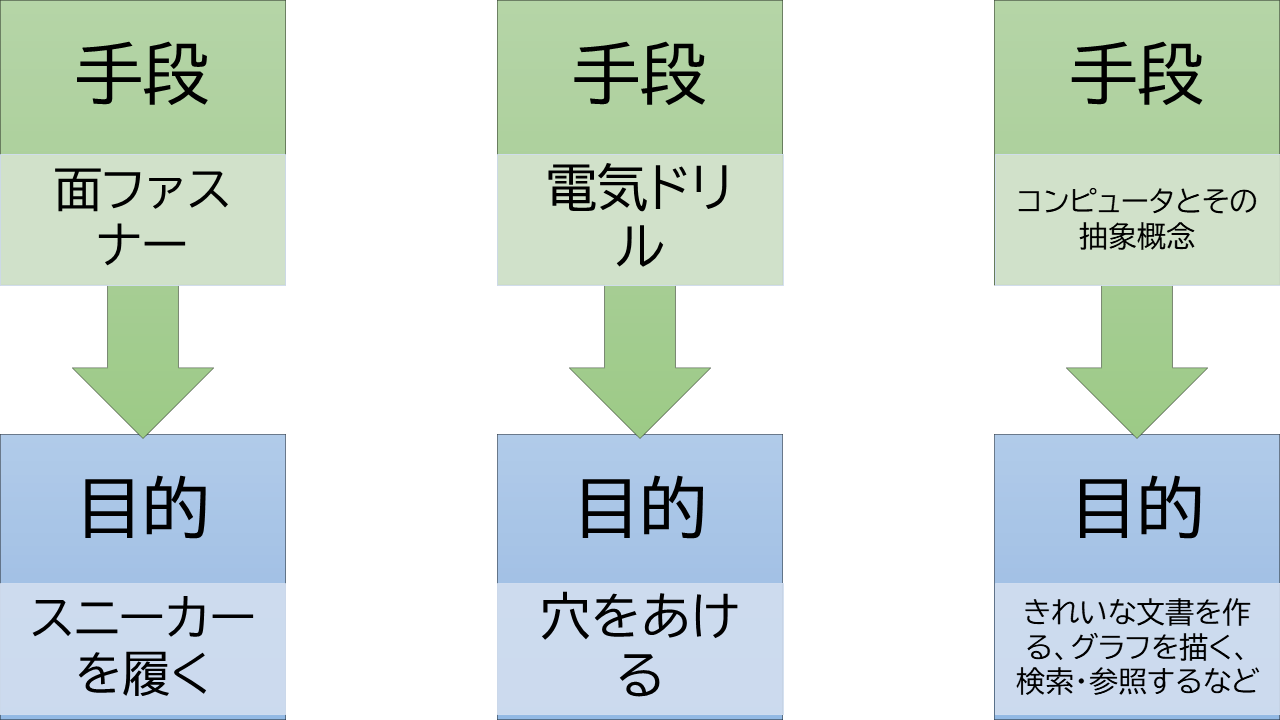 手段
面ファス
ナー
目的
スニーカー
を履く
手段
電気ドリ
ル
目的
穴をあけ
る
手段
コンピュータとその
抽象概念
目的
きれいな文書を作
る、グラフを描く、
検索・参照するなど